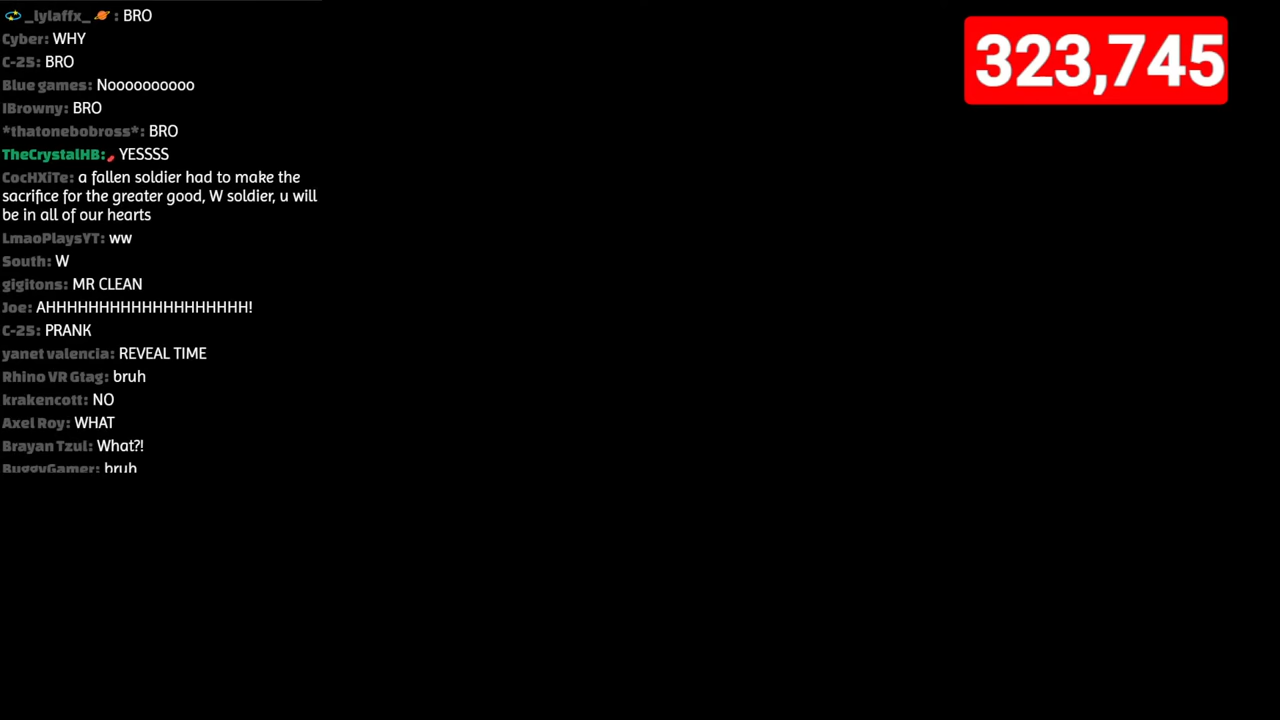 💫 _lylaffx_ 🪐 : BRO
323,745
Cyber: WHY
C-25: BRO
Blue games: Noooooooooo
IBrowny: BRO
*thatonebobross*: BRO
TheCrystalHB: YESSSS
CocHXiTe: a fallen soldier had to make the
sacrifice for the greater good, W soldier, u will
be in all of our hearts
LmaoPlaysYT: ww
South: W
gigitons: MR CLEAN
Joe: AHHHHHHHHHHHHHHHHHHH!
C-25: PRANK
yanet valencia: REVEAL TIME
Rhino VR Gtag: bruh
krakencott: NO
Axel Roy: WHAT
Brayan Tzul: What?!
BuggyGamer: bruh